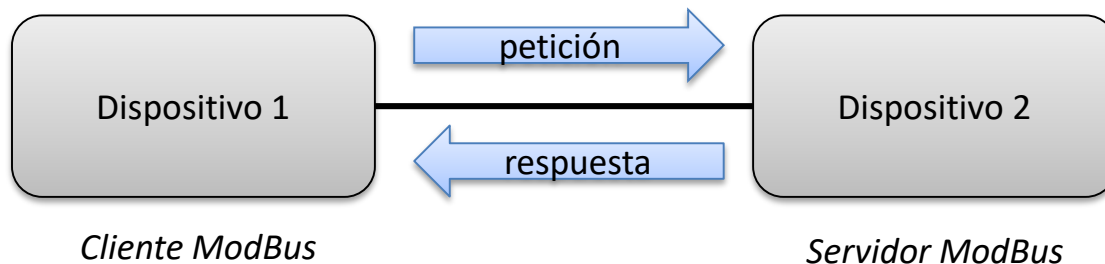 petición
Dispositivo 1
Dispositivo 2
respuesta
Cliente ModBus
Servidor ModBus